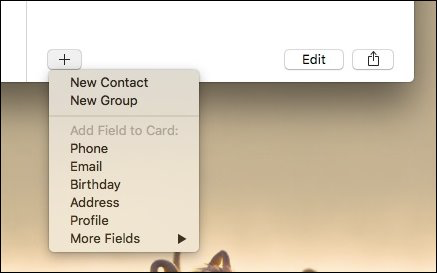 Edit
New Contact
New Group
Add Field to Card:
Phone
Email
Birthday
Address
Profile
More Fields